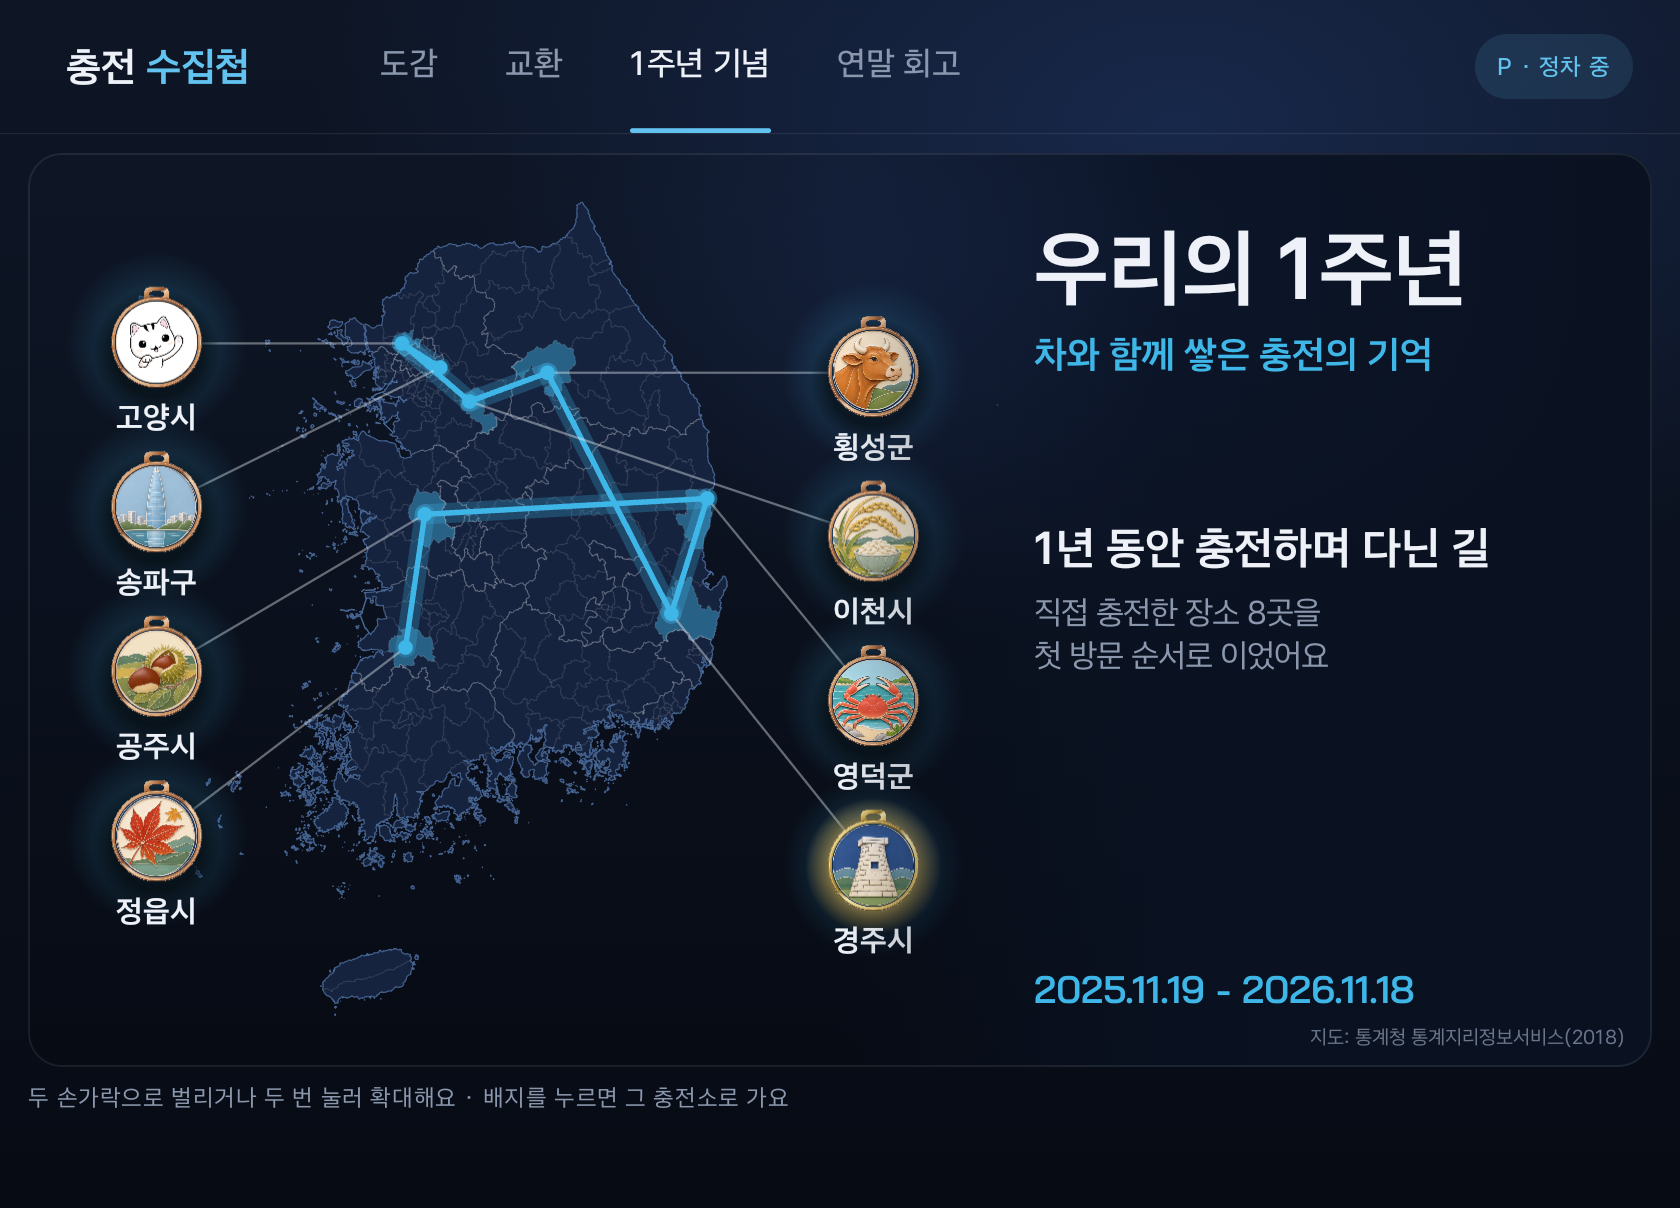 충전 수집첩
도감
교환
1주년 기념
연말 회고
P · 정차 중
고양시
송파구
공주시
정읍시
횡성군
이천시
영덕군
경주시
우리의 1주년
차와 함께 쌓은 충전의 기억
1년 동안 충전하며 다닌 길
직접 충전한 장소 8곳을
첫 방문 순서로 이었어요
2025.11.19 - 2026.11.18
지도: 통계청 통계지리정보서비스(2018)
두 손가락으로 벌리거나 두 번 눌러 확대해요 · 배지를 누르면 그 충전소로 가요